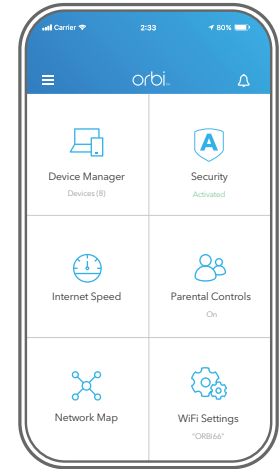 Carrier 2:33 80%
orbi
Device Manager
Devices (8)
Security
Activated
Internet Speed
Parental Controls
On
Network Map
WiFi Settings
"ORBI66"